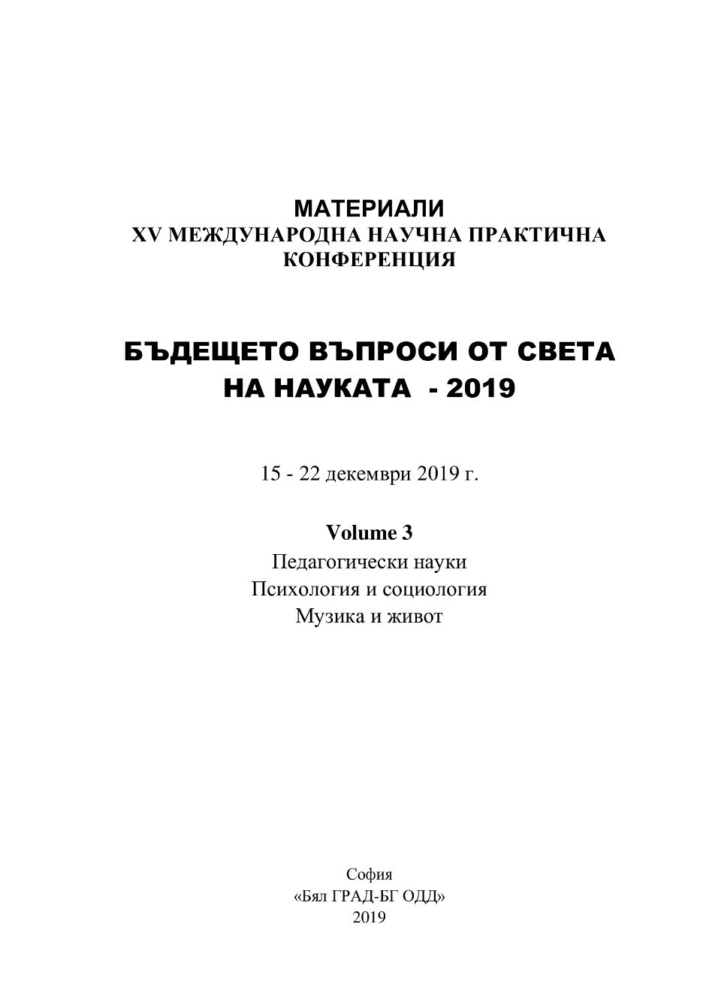 МАТЕРИАЛИ
XV МЕЖДУНАРОДНА НАУЧНА ПРАКТИЧНА
КОНФЕРЕНЦИЯ
БЪДЕЩЕТО ВЪПРОСИ ОТ СВЕТА
НА НАУКАТА - 2019
15 - 22 декември 2019 г.
Volume 3
Педагогически науки
Психология и социология
Музика и живот
София
«Бял ГРАД-БГ ОДД»
2019